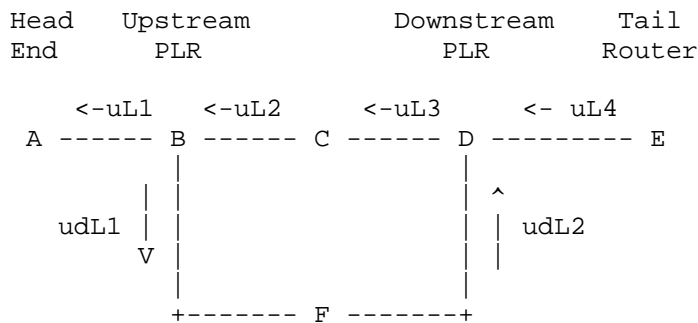 Head Upstream Downstream Tail
End PLR PLR Router
<-uL1 <-uL2 <-uL3 <- uL4
A ------ B ------ C ------ D --------- E
| |
| | | ^
udL1 | | | | udL2
V | | |
| |
+------- F -------+